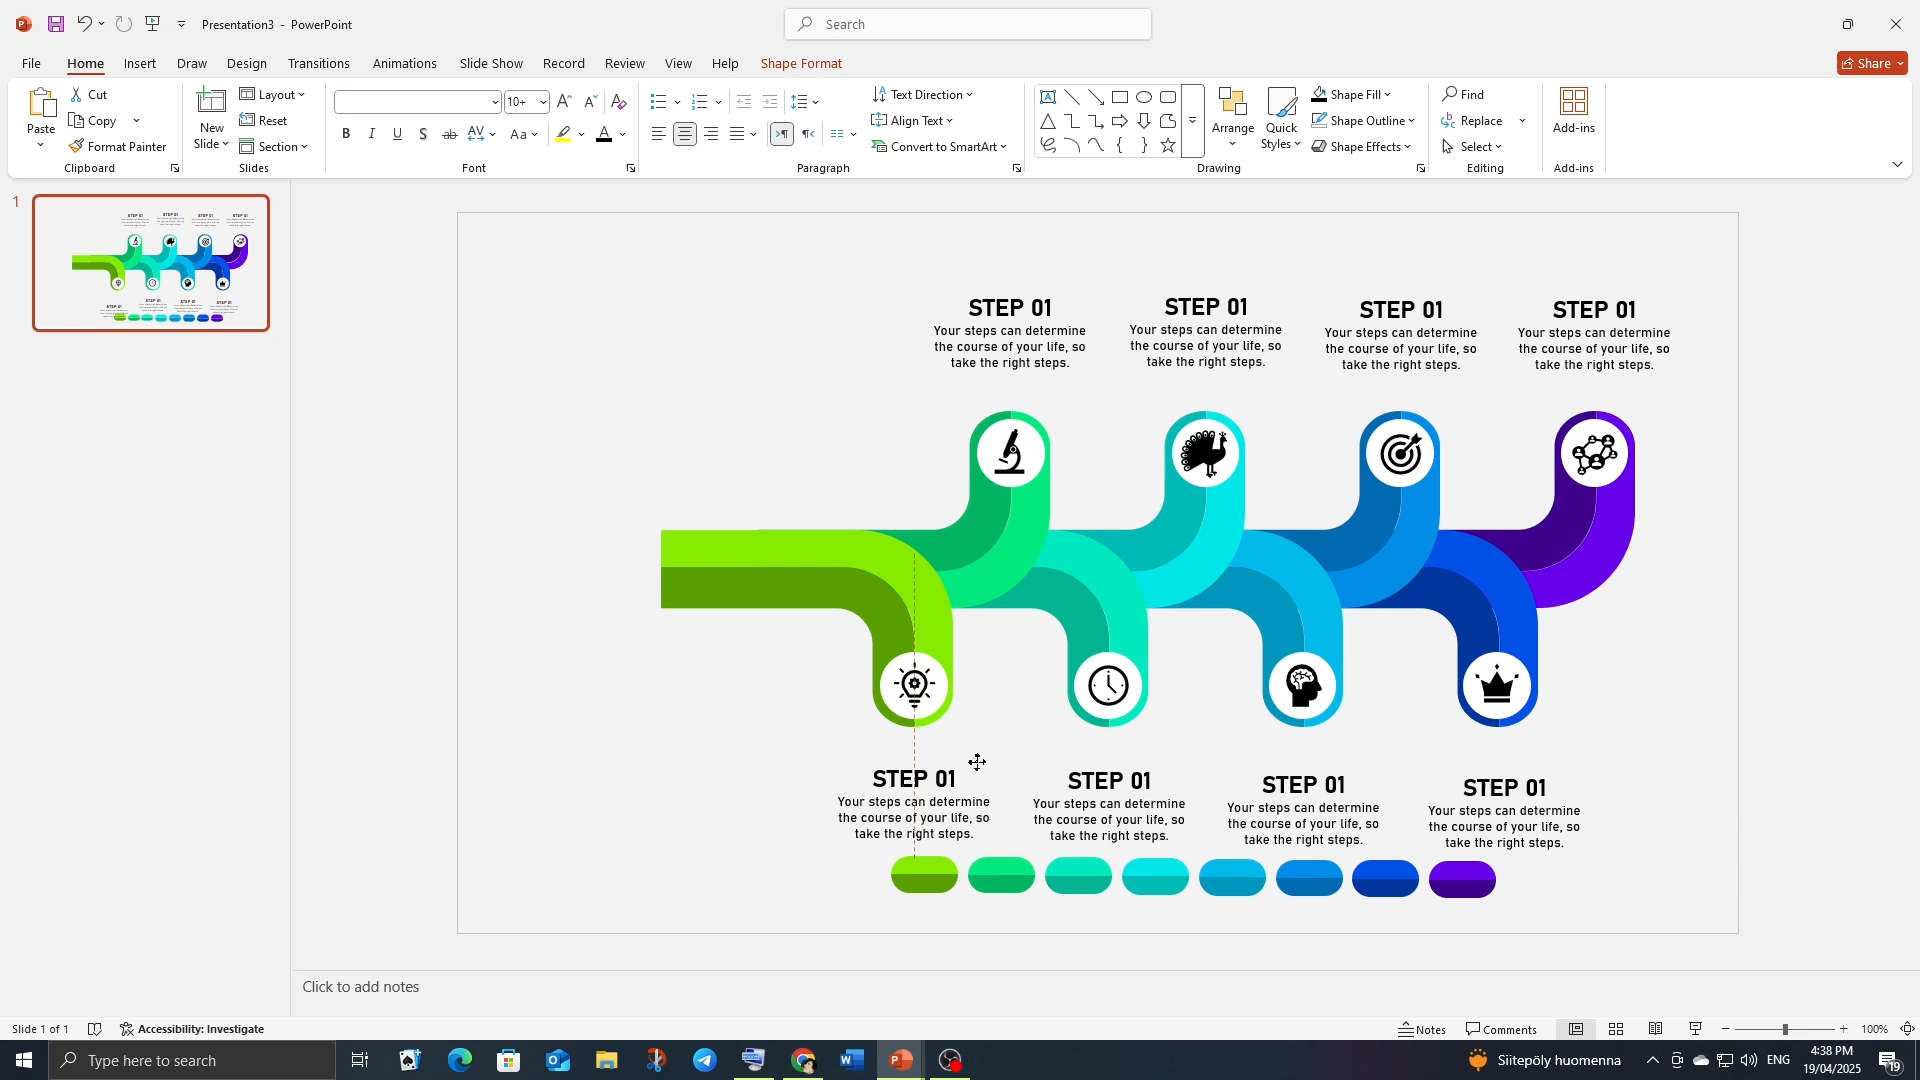 Presentation3 - PowerPoint
Search
File
Home
Insert
Draw
Design
Transitions
Animations
Slide Show
Record
Review
View
Help
Shape Format
Share
Paste
Cut
Copy
Format Painter
Clipboard
New
Slide
Layout
Reset
Section
Slides
10+
Font
Text Direction
Align Text
Convert to SmartArt
Paragraph
Arrange
Quick
Styles
Shape Fill
Shape Outline
Shape Effects
Drawing
Find
Replace
Select
Editing
Add-ins
Add-ins
1
STEP 01
Your steps can determine
the course of your life, so
take the right steps.
STEP 01
Your steps can determine
the course of your life, so
take the right steps.
STEP 01
Your steps can determine
the course of your life, so
take the right steps.
STEP 01
Your steps can determine
the course of your life, so
take the right steps.
STEP 01
Your steps can determine
the course of your life, so
take the right steps.
STEP 01
Your steps can determine
the course of your life, so
take the right steps.
STEP 01
Your steps can determine
the course of your life, so
take the right steps.
STEP 01
Your steps can determine
the course of your life, so
take the right steps.
Click to add notes
Slide 1 of 1
Accessibility: Investigate
Notes
Comments
100%
Type here to search
Siitepöly huomenna
ENG
4:38 PM
19/04/2025
19